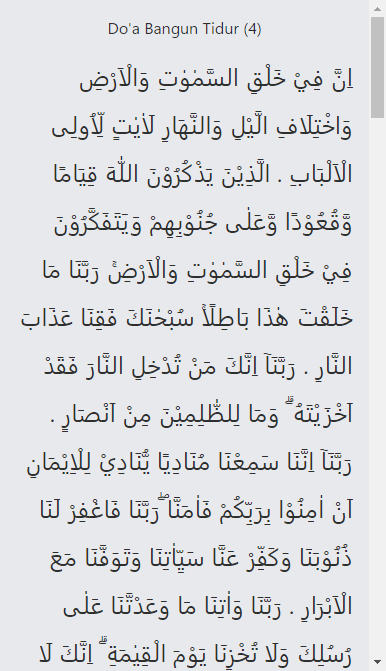 Do'a Bangun Tidur (4)
اِنَّ فِيْ خَلْقِ السَّمٰوٰتِ وَالْاَرْضِ
وَاخْتِلَافِ الَّيْلِ وَالنَّهَارِ لَاٰيٰتٍ لِّاُولِى
الْاَلْبَابِ . الَّذِيْنَ يَذْكُرُوْنَ اللّٰهَ قِيَامًا
وَّقُعُوْدًا وَّعَلٰى جُنُوْبِهِمْ وَيَتَفَكَّرُوْنَ
فِيْ خَلْقِ السَّمٰوٰتِ وَالْاَرْضِۚ رَبَّنَا مَا
خَلَقْتَ هٰذَا بَاطِلًاۚ سُبْحٰنَكَ فَقِنَا عَذَابَ
النَّارِ . رَبَّنَآ اِنَّكَ مَنْ تُدْخِلِ النَّارَ فَقَدْ
اَخْزَيْتَهٗ ۗ وَمَا لِلظّٰلِمِيْنَ مِنْ اَنْصَارٍ .
رَبَّنَآ اِنَّنَا سَمِعْنَا مُنَادِيًا يُّنَادِيْ لِلْاِيْمَانِ
اَنْ اٰمِنُوْا بِرَبِّكُمْ فَاٰمَنَّا ۖرَبَّنَا فَاغْفِرْ لَنَا
ذُنُوْبَنَا وَكَفِّرْ عَنَّا سَيِّاٰتِنَا وَتَوَفَّنَا مَعَ
الْاَبْرَارِ . رَبَّنَا وَاٰتِنَا مَا وَعَدْتَّنَا عَلٰى
رُسُلِكَ وَلَا تُخْزِنَا يَوْمَ الْقِيٰمَةِ ۗ اِنَّكَ لَا